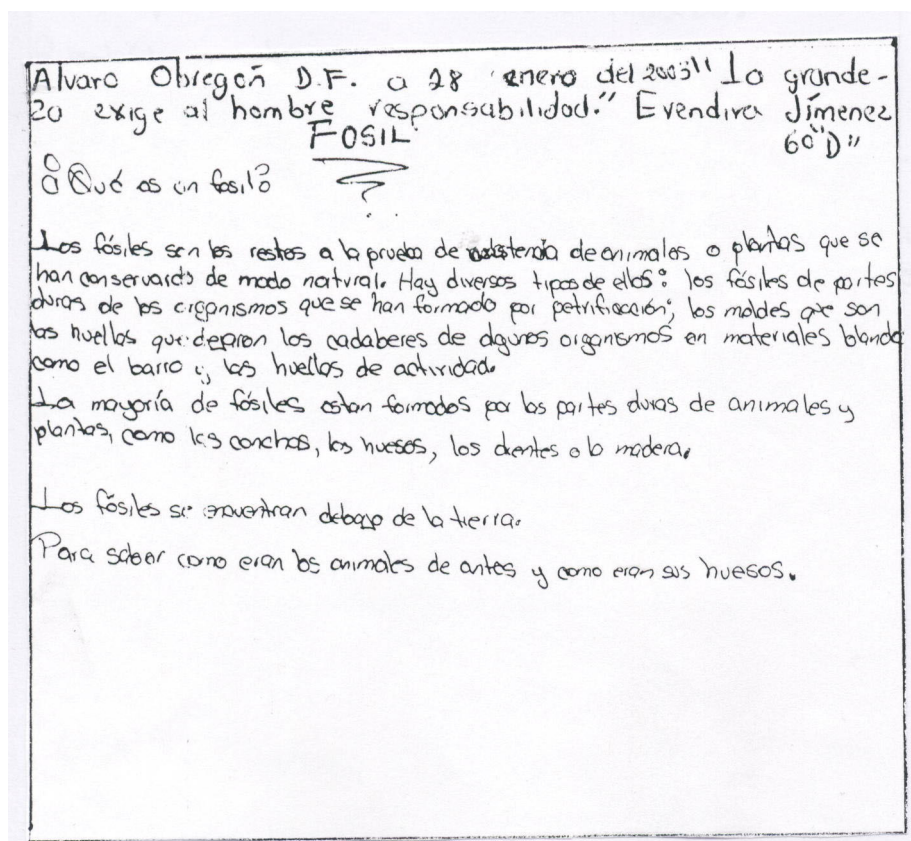 Alvaro Obregón D.F. a 28 enero del 2003 "La grande-
za exige al hombre responsabilidad." Evendira Jímenez
FOSIL 6º "D"
¿Qué es un fosil?
Los fósiles son los restos a la prueba de existencia de animales o plantas que se
han conservardo de modo natural. Hay diversos tipos de ellos: los fósiles de partes
duras de los organismos que se han formado por petrificación; los moldes que son
las huellas que depron los cadaberes de algunos organismos en materiales blando
como el barro y, las huellas de actividad.
La mayoría de fósiles estan formados por las partes duras de animales y
plantas, como las conchas, los huesos, los dientes o la madera.
Los fósiles se encuentran debajo de la tierra.
Para saber como eran los animales de antes y como eran sus huesos.